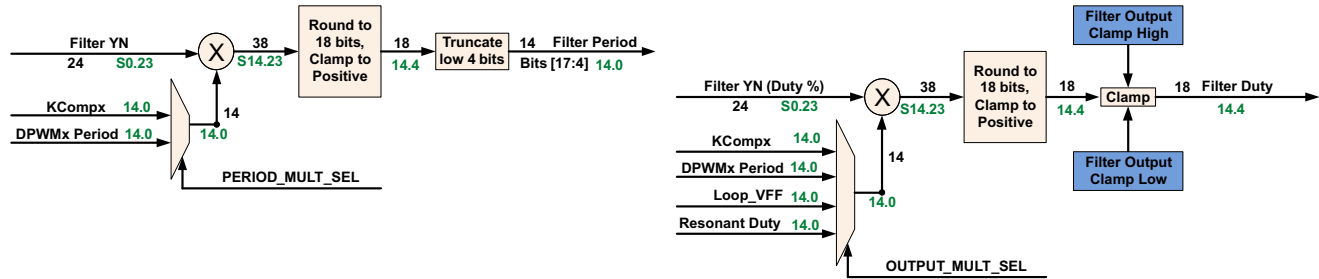 Filter YN
24
S0.23
X
38
S14.23
Round to
18 bits,
Clamp to
Positive
18
14.4
Truncate
low 4 bits
14
Filter Period
Bits [17:4]
14.0
KCompx
14.0
DPWMx Period
14.0
14
14.0
PERIOD_MULT_SEL
Filter YN (Duty %)
24
S0.23
X
38
S14.23
Round to
18 bits,
Clamp to
Positive
18
14.4
Filter Output
Clamp High
Clamp
Filter Output
Clamp Low
18
Filter Duty
14.4
KCompx
14.0
DPWMx Period
14.0
Loop_VFF
14.0
Resonant Duty
14.0
14
14.0
OUTPUT_MULT_SEL